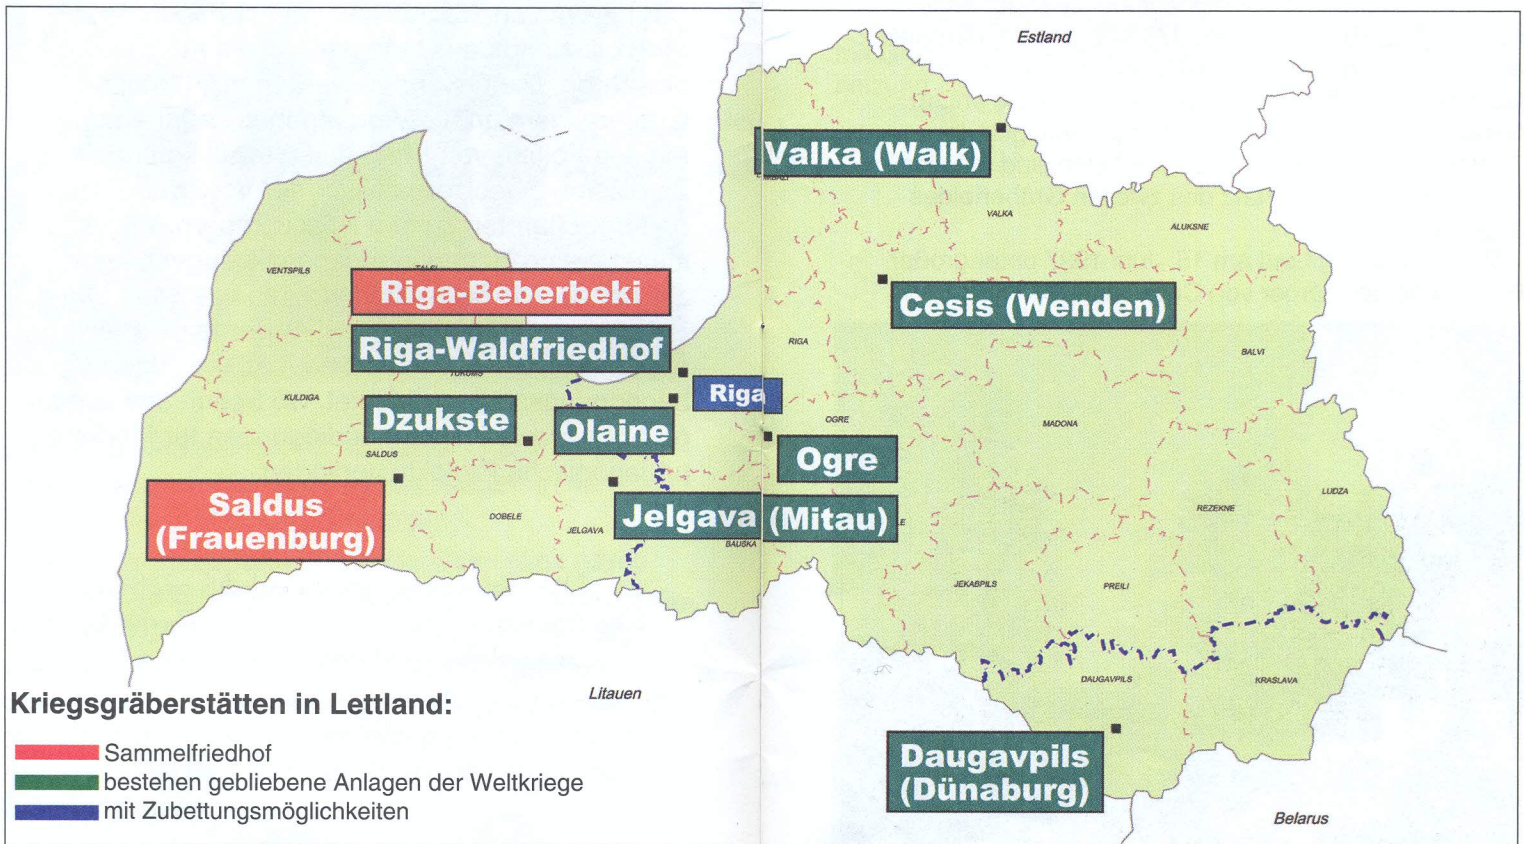 Estland
Valka (Walk)
VALKA
ALUKSNE
VENTSPILS
Riga-Beberbeki
Cesis (Wenden)
Riga-Waldfriedhof
RIGA
BALVI
KULDIGA
Riga
Dzukste
Olaine
OGRE
MADONA
SALDUS
Ogre
Saldus
(Frauenburg)
LUDZA
DOBELE
JELGAVA
Jelgava (Mitau)
REZEKNE
BAUSKA
JEKABPILS
PREILI
DAUGAVPILS
KRASLAVA
Litauen
Kriegsgräberstätten in Lettland:
Sammelfriedhof
bestehen gebliebene Anlagen der Weltkriege
mit Zubettungsmöglichkeiten
Daugavpils
(Dünaburg)
Belarus